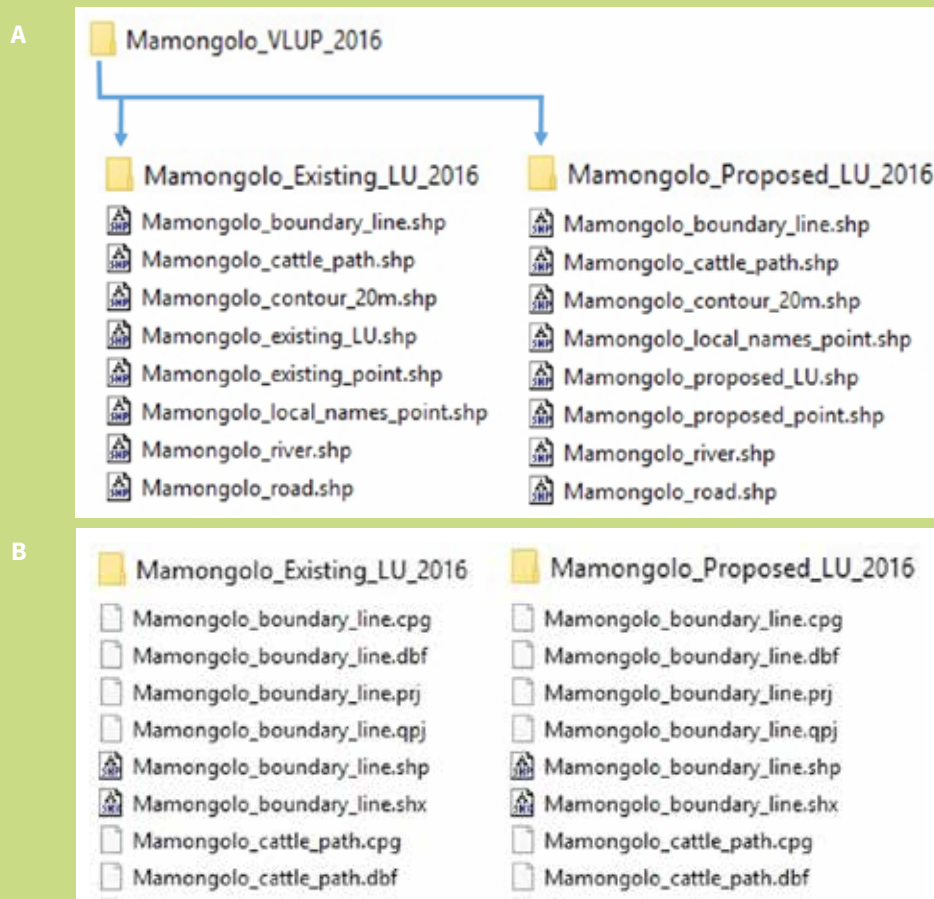 A
Mamongolo_VLUP_2016
Mamongolo_Existing_LU_2016
Mamongolo_boundary_line.shp
Mamongolo_cattle_path.shp
Mamongolo_contour_20m.shp
Mamongolo_existing_LU.shp
Mamongolo_existing_point.shp
Mamongolo_local_names_point.shp
Mamongolo_river.shp
Mamongolo_road.shp
Mamongolo_Proposed_LU_2016
Mamongolo_boundary_line.shp
Mamongolo_cattle_path.shp
Mamongolo_contour_20m.shp
Mamongolo_local_names_point.shp
Mamongolo_proposed_LU.shp
Mamongolo_proposed_point.shp
Mamongolo_river.shp
Mamongolo_road.shp
B
Mamongolo_Existing_LU_2016
Mamongolo_boundary_line.cpg
Mamongolo_boundary_line.dbf
Mamongolo_boundary_line.prj
Mamongolo_boundary_line.qpj
Mamongolo_boundary_line.shp
Mamongolo_boundary_line.shx
Mamongolo_cattle_path.cpg
Mamongolo_cattle_path.dbf
Mamongolo_Proposed_LU_2016
Mamongolo_boundary_line.cpg
Mamongolo_boundary_line.dbf
Mamongolo_boundary_line.prj
Mamongolo_boundary_line.qpj
Mamongolo_boundary_line.shp
Mamongolo_boundary_line.shx
Mamongolo_cattle_path.cpg
Mamongolo_cattle_path.dbf